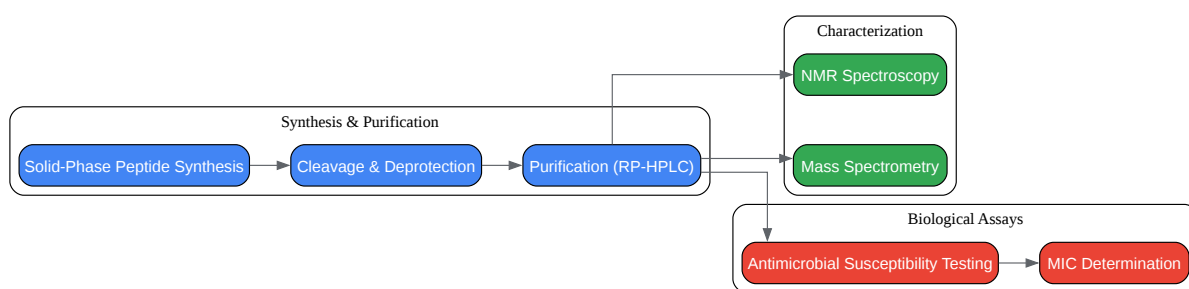 Characterization
NMR Spectroscopy
Synthesis & Purification
Solid-Phase Peptide Synthesis
Cleavage & Deprotection
Purification (RP-HPLC)
Mass Spectrometry
Biological Assays
Antimicrobial Susceptibility Testing
MIC Determination